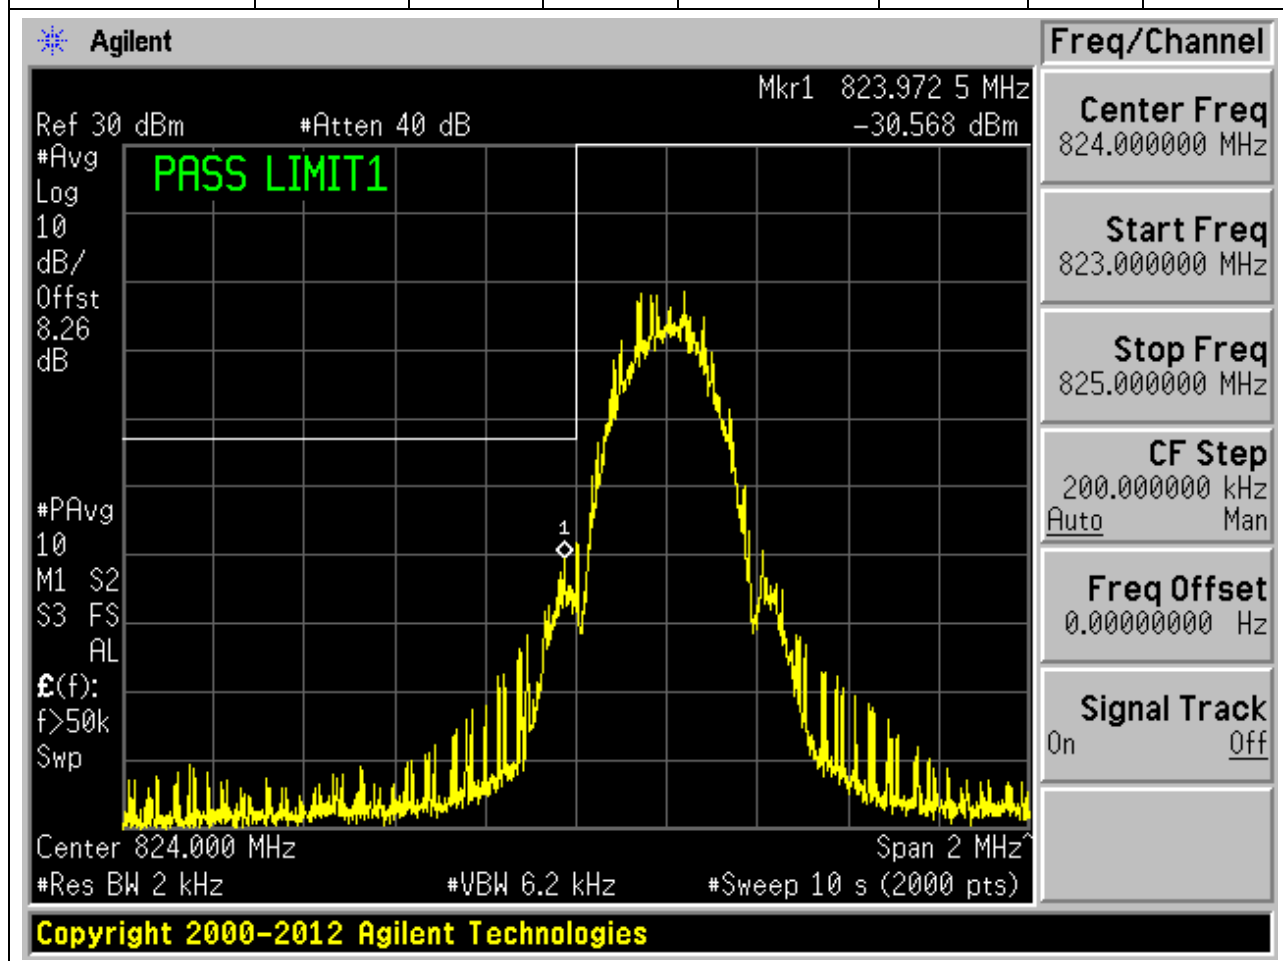 Agilent
Freq/Channel
Mkr1 823.972 5 MHz
Ref 30 dBm #Atten 40 dB -30.568 dBm
#Avg
Log
10
dB/
Offst
8.26
dB
PASS LIMIT1
#PAvg
10
M1 S2
S3 FS
AL
£(f):
f>50k
Swp
1
Center 824.000 MHz Span 2 MHz^
#Res BW 2 kHz #VBW 6.2 kHz #Sweep 10 s (2000 pts)
Copyright 2000-2012 Agilent Technologies
Center Freq
824.000000 MHz
Start Freq
823.000000 MHz
Stop Freq
825.000000 MHz
CF Step
200.000000 kHz
Auto Man
Freq Offset
0.00000000 Hz
Signal Track
On Off